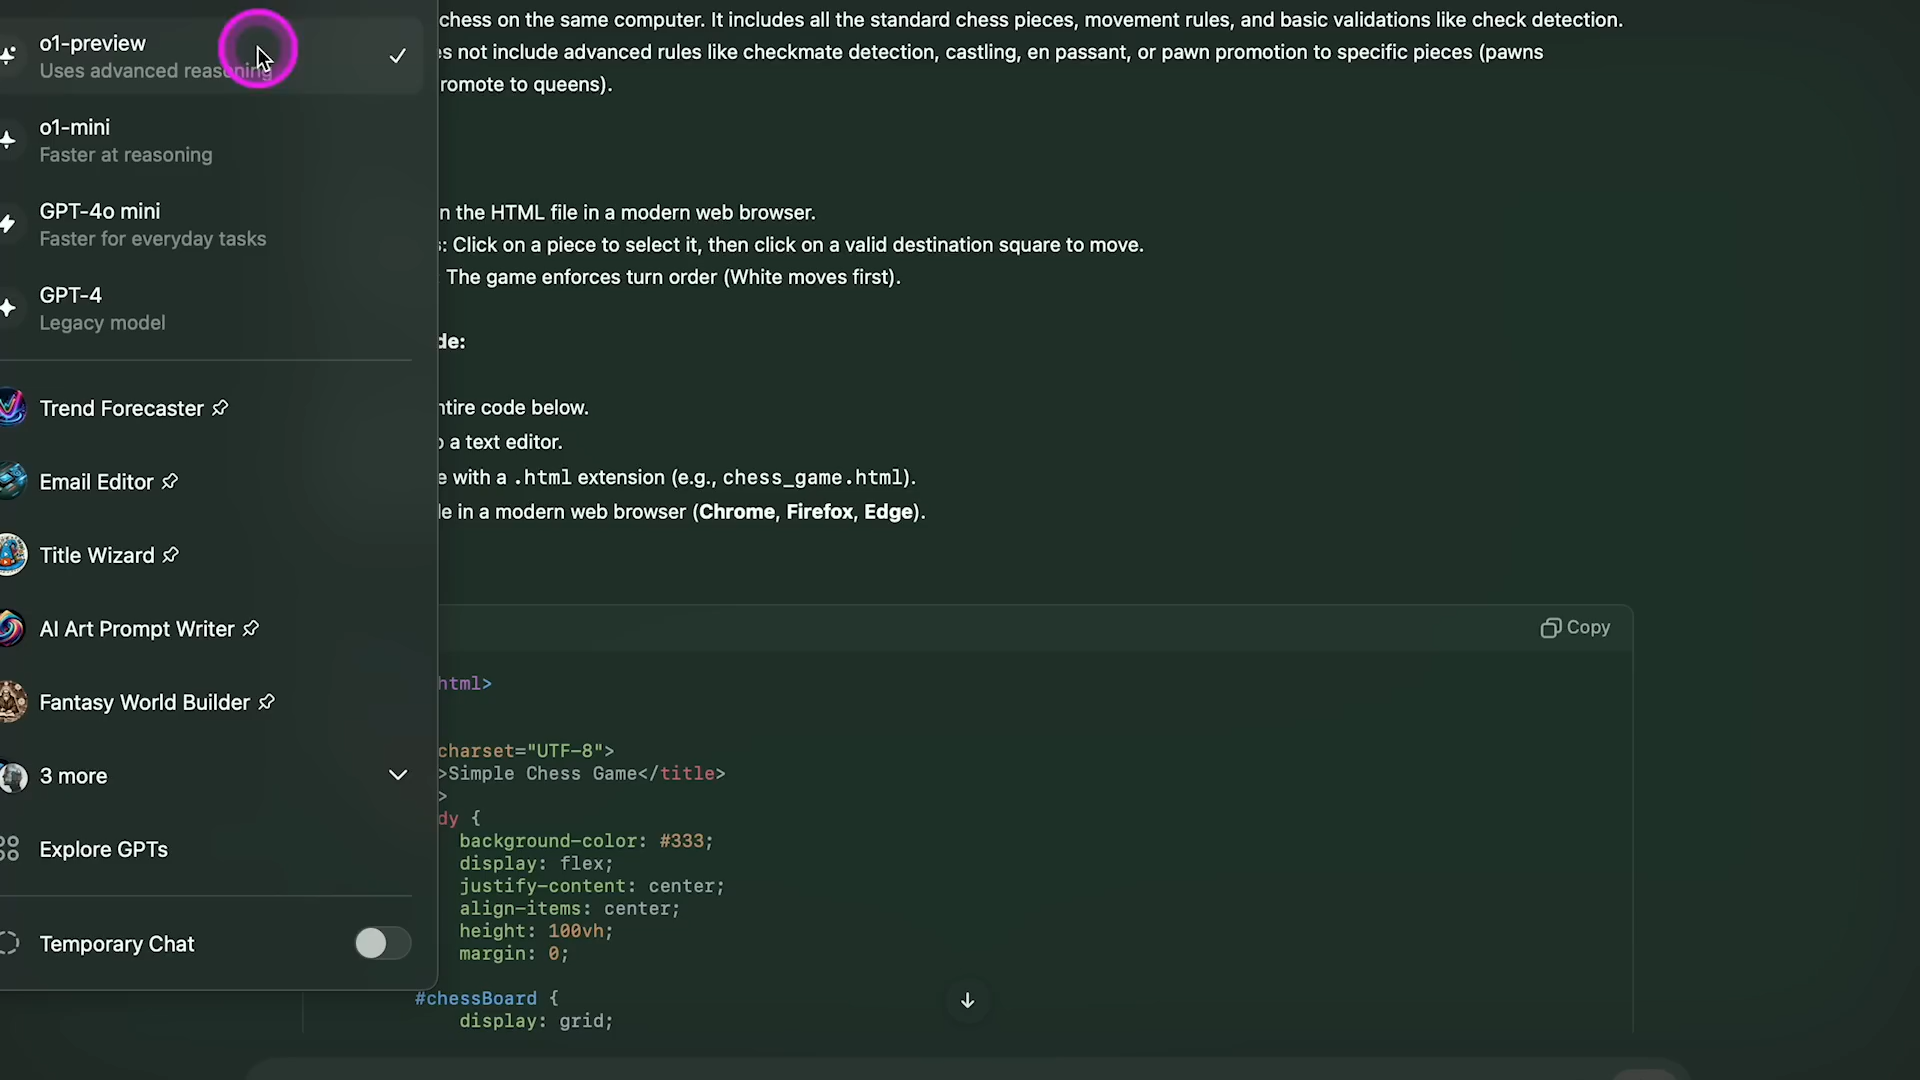 o1-preview
Uses advanced reasoning
o1-mini
Faster at reasoning
GPT-4o mini
Faster for everyday tasks
GPT-4
Legacy model
Trend Forecaster
Email Editor
Title Wizard
AI Art Prompt Writer
Fantasy World Builder
3 more
Explore GPTs
Temporary Chat
chess on the same computer. It includes all the standard chess pieces, movement rules, and basic validations like check detection.
not include advanced rules like checkmate detection, castling, en passant, or pawn promotion to specific pieces (pawns
romote to queens).
n the HTML file in a modern web browser.
: Click on a piece to select it, then click on a valid destination square to move.
The game enforces turn order (White moves first).
de:
ntire code below.
a text editor.
e with a .html extension (e.g., chess_game.html).
le in a modern web browser (Chrome, Firefox, Edge).
Copy
html>
charset="UTF-8">
>Simple Chess Game</title>
>
dy {
background-color: #333;
display: flex;
justify-content: center;
align-items: center;
height: 100vh;
margin: 0;
#chessBoard {
display: grid;